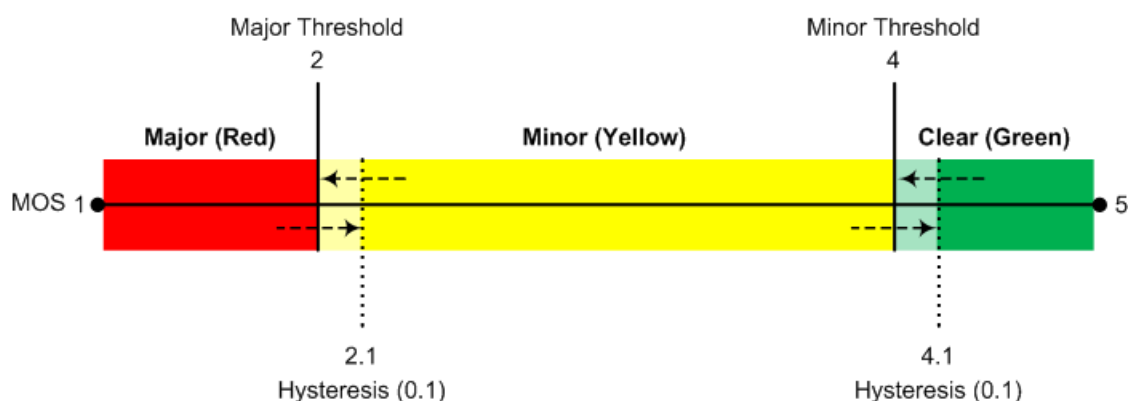 Major Threshold
2
Minor Threshold
4
Major (Red)
Minor (Yellow)
Clear (Green)
MOS 1
5
2.1
Hysteresis (0.1)
4.1
Hysteresis (0.1)